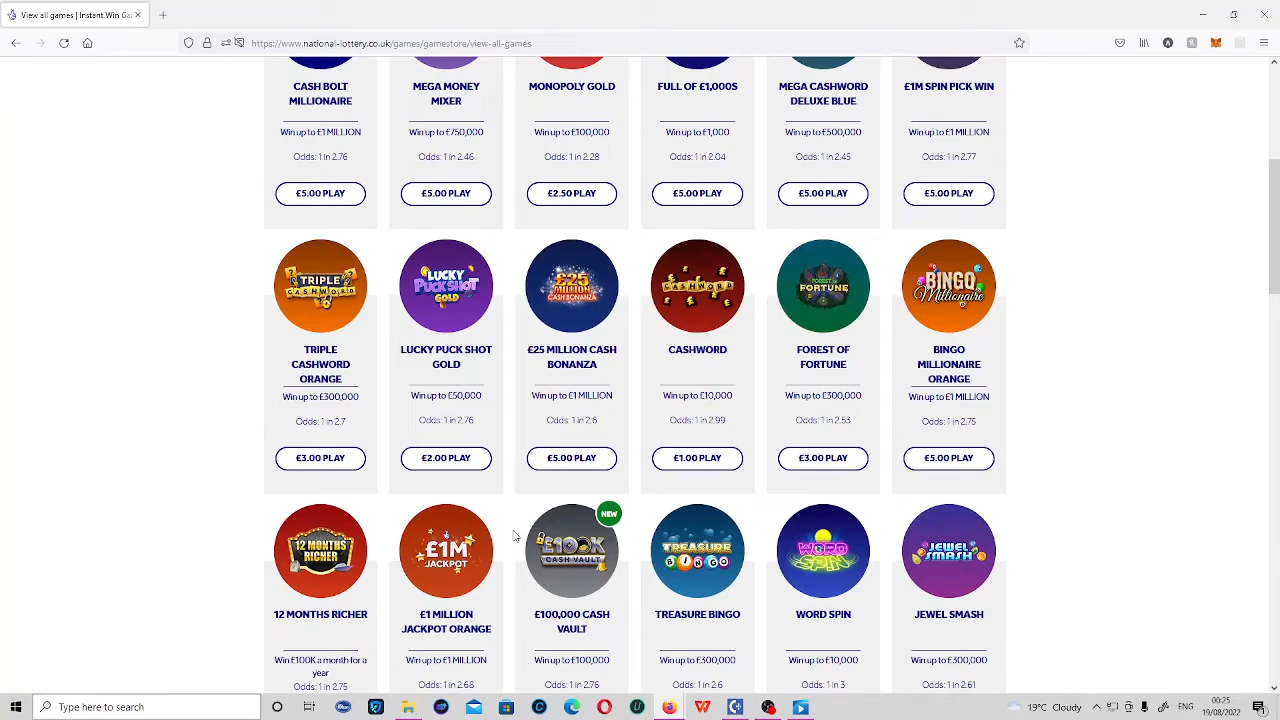 View all games | Instant Win Ga
https://www.national-lottery.co.uk/games/gamestore/view-all-games
CASH BOLT MILLIONAIRE
Win up to £1 MILLION
Odds: 1 in 2.76
£5.00 PLAY
MEGA MONEY MIXER
Win up to £750,000
Odds: 1 in 2.46
£5.00 PLAY
MONOPOLY GOLD
Win up to £100,000
Odds: 1 in 2.28
£2.50 PLAY
FULL OF £1,000S
Win up to £1,000
Odds: 1 in 2.04
£5.00 PLAY
MEGA CASHWORD DELUXE BLUE
Win up to £500,000
Odds: 1 in 2.45
£5.00 PLAY
£1M SPIN PICK WIN
Win up to £1 MILLION
Odds: 1 in 2.77
£5.00 PLAY
TRIPLE
CASHWORD
TRIPLE
CASHWORD
ORANGE
Win up to £300,000
Odds: 1 in 2.7
£3.00 PLAY
LUCKY
PUCK SHOT
GOLD
LUCKY PUCK SHOT
GOLD
Win up to £50,000
Odds: 1 in 2.76
£2.00 PLAY
£25
MILLION
CASH BONANZA
£25 MILLION CASH
BONANZA
Win up to £1 MILLION
Odds: 1 in 2.6
£5.00 PLAY
CASHWORD
CASHWORD
Win up to £10,000
Odds: 1 in 2.99
£1.00 PLAY
FOREST OF
FORTUNE
FOREST OF
FORTUNE
Win up to £300,000
Odds: 1 in 2.53
£3.00 PLAY
BINGO
Millionaire
BINGO
MILLIONAIRE
ORANGE
Win up to £1 MILLION
Odds: 1 in 2.75
£5.00 PLAY
12 MONTHS
RICHER
12 MONTHS RICHER
Win £100K a month for a
year
Odds: 1 in 2.75
£1M
JACKPOT
£1 MILLION
JACKPOT ORANGE
Win up to £1 MILLION
Odds: 1 in 2.68
NEW
£100K
CASH VAULT
£100,000 CASH
VAULT
Win up to £100,000
Odds: 1 in 2.76
TREASURE
BINGO
TREASURE BINGO
Win up to £300,000
Odds: 1 in 2.6
WORD
SPIN
WORD SPIN
Win up to £10,000
Odds: 1 in 3
JEWEL
SMASH
JEWEL SMASH
Win up to £300,000
Odds: 1 in 2.61
Type here to search
19°C Cloudy
ENG
00:25
19/08/2022